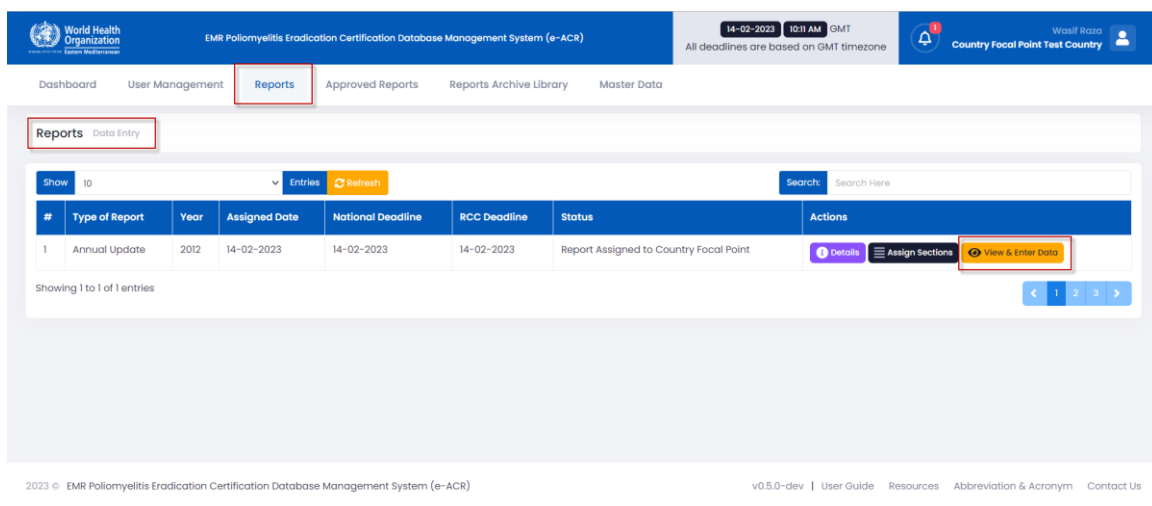 World Health
Organization
Eastern Mediterranean
EMR Poliomyelitis Eradication Certification Database Management System (e-ACR)
14-02-2023 10:11 AM GMT
All deadlines are based on GMT timezone
1
Wasif Raza
Country Focal Point Test Country
Dashboard User Management Reports Approved Reports Reports Archive Library Master Data
Reports Data Entry
Show 10 Entries Refresh Search: Search Here
# Type of Report Year Assigned Date National Deadline RCC Deadline Status Actions
1 Annual Update 2012 14-02-2023 14-02-2023 14-02-2023 Report Assigned to Country Focal Point Details Assign Sections View & Enter Data
Showing 1 to 1 of 1 entries 1 2 3
2023 © EMR Poliomyelitis Eradication Certification Database Management System (e-ACR) v0.5.0-dev | User Guide Resources Abbreviation & Acronym Contact Us